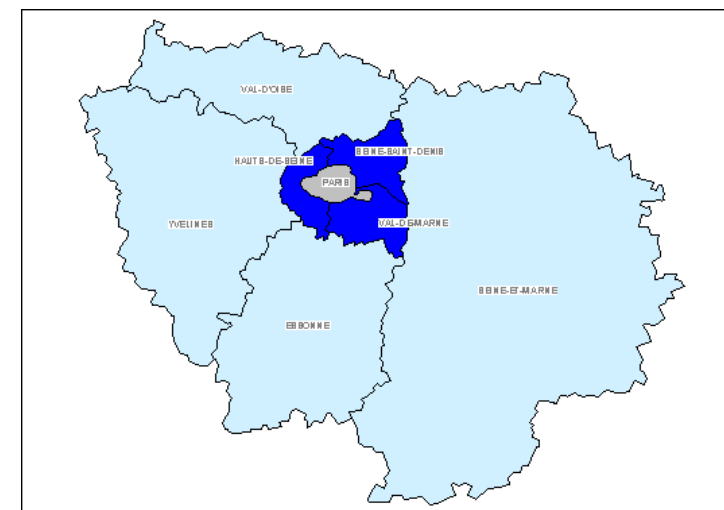 VAL-D'OISE
HAUTS-DE-SEINE
SEINE-SAINT-DENIS
PARIS
YVELINES
VAL-DE-MARNE
SEINE-ET-MARNE
ESSONNE